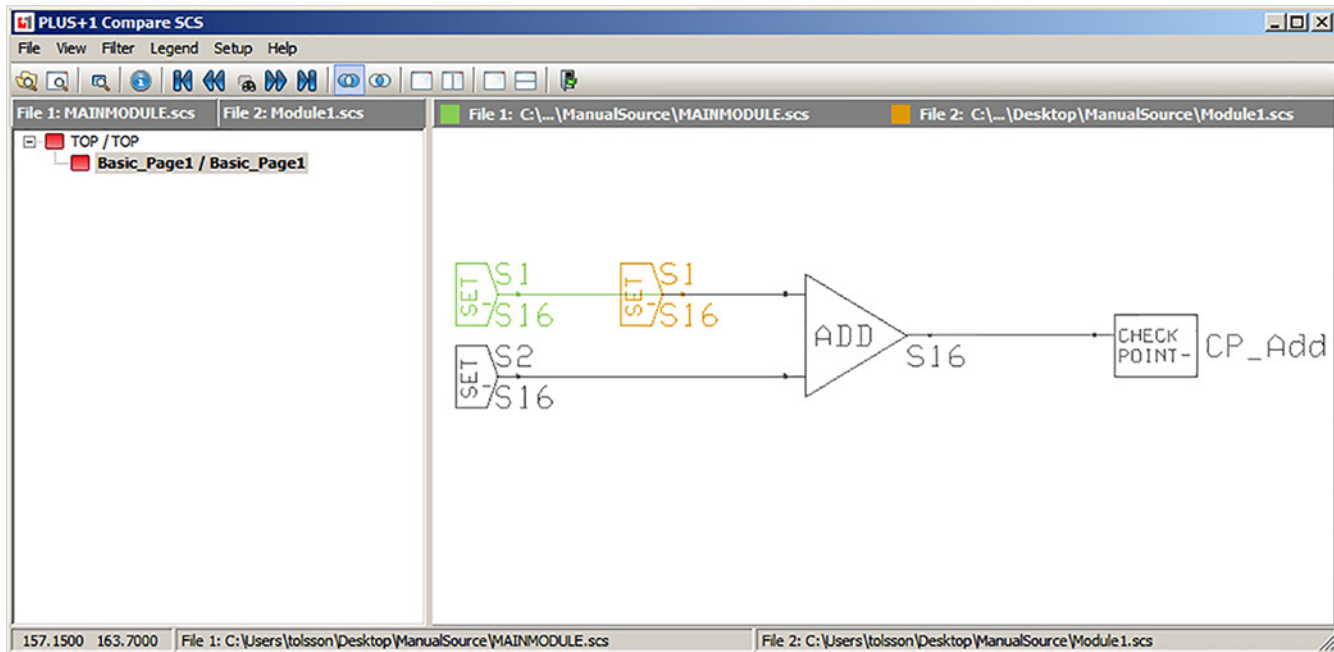 PLUS+1 Compare SCS
File View Filter Legend Setup Help
File 1: MAINMODULE.scs File 2: Module1.scs File 1: C:\...\ManualSource\MAINMODULE.scs File 2: C:\...\Desktop\ManualSource\Module1.scs
TOP / TOP
Basic_Page1 / Basic_Page1
SET S1
S16
SET S1
S16
SET S2
S16
ADD
S16
CHECK
POINT-
CP_Add
157.1500 163.7000 File 1: C:\Users\tolsson\Desktop\ManualSource\MAINMODULE.scs File 2: C:\Users\tolsson\Desktop\ManualSource\Module1.scs